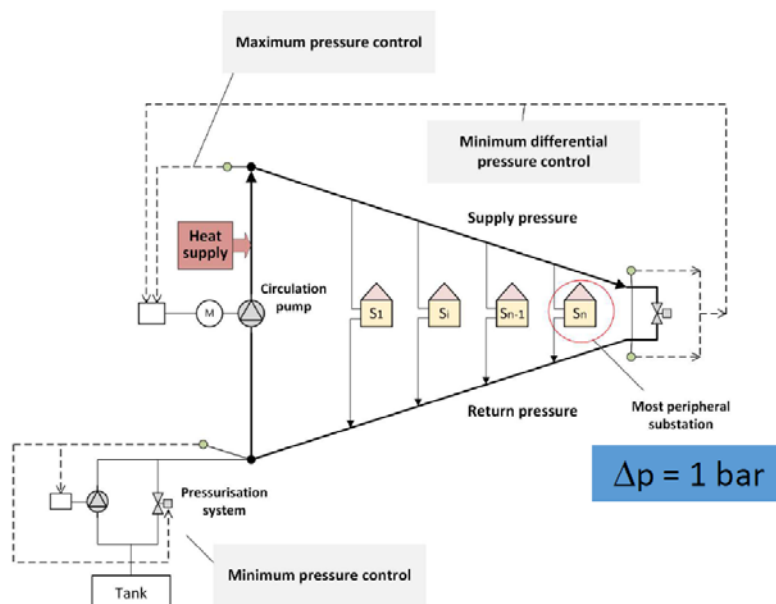 Maximum pressure control
Minimum differential
pressure control
Supply pressure
Heat
supply
Circulation
pump
M
S1
Si
Sn-1
Sn
Return pressure
Most peripheral
substation
Δp = 1 bar
Pressurisation
system
Minimum pressure control
Tank